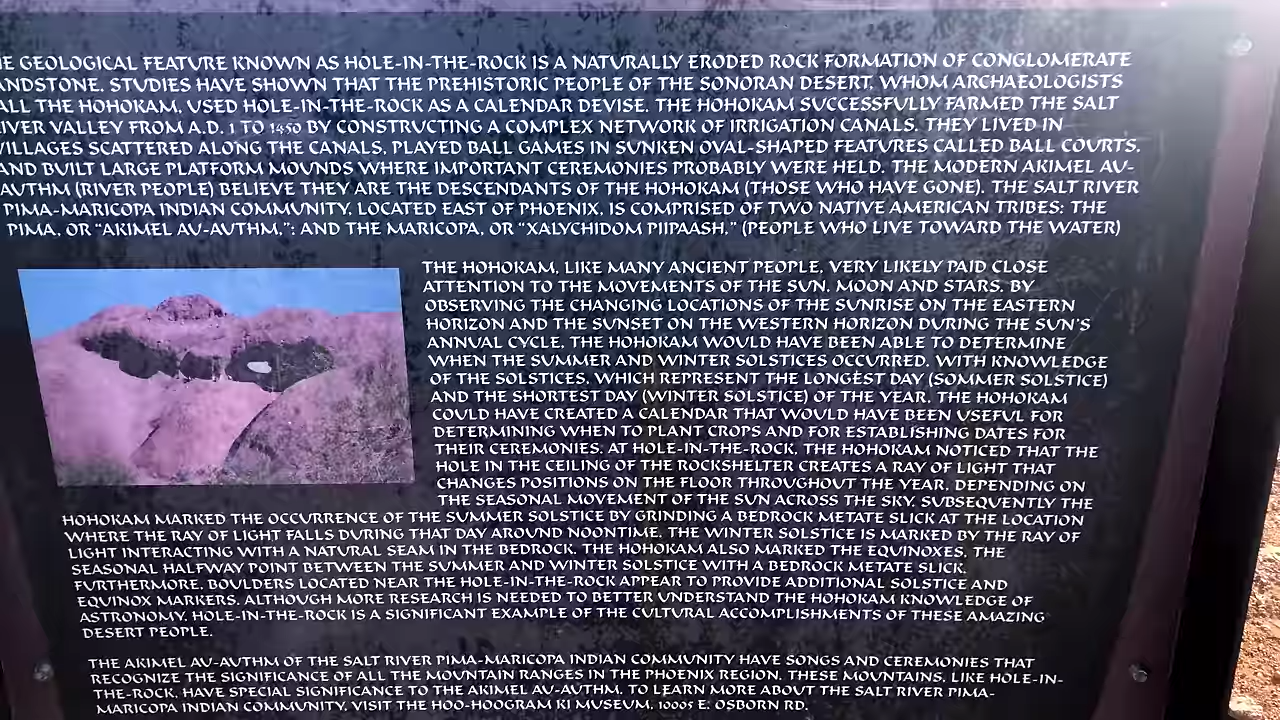 E GEOLOGICAL FEATURE KNOWN AS HOLE-IN-THE-ROCK IS A NATURALLY ERODED ROCK FORMATION OF CONGLOMERATE
ANDSTONE. STUDIES HAVE SHOWN THAT THE PREHISTORIC PEOPLE OF THE SONORAN DESERT, WHOM ARCHAEOLOGISTS
ALL THE HOHOKAM, USED HOLE-IN-THE-ROCK AS A CALENDAR DEVISE. THE HOHOKAM SUCCESSFULLY FARMED THE SALT
IVER VALLEY FROM A.D. 1 TO 1450 BY CONSTRUCTING A COMPLEX NETWORK OF IRRIGATION CANALS. THEY LIVED IN
VILLAGES SCATTERED ALONG THE CANALS, PLAYED BALL GAMES IN SUNKEN OVAL-SHAPED FEATURES CALLED BALL COURTS,
AND BUILT LARGE PLATFORM MOUNDS WHERE IMPORTANT CEREMONIES PROBABLY WERE HELD. THE MODERN AKIMEL AU-
AUTHM (RIVER PEOPLE) BELIEVE THEY ARE THE DESCENDANTS OF THE HOHOKAM (THOSE WHO HAVE GONE). THE SALT RIVER
PIMA-MARICOPA INDIAN COMMUNITY, LOCATED EAST OF PHOENIX, IS COMPRISED OF TWO NATIVE AMERICAN TRIBES: THE
PIMA, OR "AKIMEL AU-AUTHM,"; AND THE MARICOPA, OR "XALYCHIDOM PIIPAASH." (PEOPLE WHO LIVE TOWARD THE WATER)
THE HOHOKAM, LIKE MANY ANCIENT PEOPLE, VERY LIKELY PAID CLOSE
ATTENTION TO THE MOVEMENTS OF THE SUN, MOON AND STARS. BY
OBSERVING THE CHANGING LOCATIONS OF THE SUNRISE ON THE EASTERN
HORIZON AND THE SUNSET ON THE WESTERN HORIZON DURING THE SUN'S
ANNUAL CYCLE, THE HOHOKAM WOULD HAVE BEEN ABLE TO DETERMINE
WHEN THE SUMMER AND WINTER SOLSTICES OCCURRED. WITH KNOWLEDGE
OF THE SOLSTICES, WHICH REPRESENT THE LONGEST DAY (SOMMER SOLSTICE)
AND THE SHORTEST DAY (WINTER SOLSTICE) OF THE YEAR, THE HOHOKAM
COULD HAVE CREATED A CALENDAR THAT WOULD HAVE BEEN USEFUL FOR
DETERMINING WHEN TO PLANT CROPS AND FOR ESTABLISHING DATES FOR
THEIR CEREMONIES. AT HOLE-IN-THE-ROCK, THE HOHOKAM NOTICED THAT THE
HOLE IN THE CEILING OF THE ROCKSHELTER CREATES A RAY OF LIGHT THAT
CHANGES POSITIONS ON THE FLOOR THROUGHOUT THE YEAR, DEPENDING ON
THE SEASONAL MOVEMENT OF THE SUN ACROSS THE SKY. SUBSEQUENTLY THE
HOHOKAM MARKED THE OCCURRENCE OF THE SUMMER SOLSTICE BY GRINDING A BEDROCK METATE SLICK AT THE LOCATION
WHERE THE RAY OF LIGHT FALLS DURING THAT DAY AROUND NOONTIME. THE WINTER SOLSTICE IS MARKED BY THE RAY OF
LIGHT INTERACTING WITH A NATURAL SEAM IN THE BEDROCK. THE HOHOKAM ALSO MARKED THE EQUINOXES, THE
SEASONAL HALFWAY POINT BETWEEN THE SUMMER AND WINTER SOLSTICE WITH A BEDROCK METATE SLICK.
FURTHERMORE, BOULDERS LOCATED NEAR THE HOLE-IN-THE-ROCK APPEAR TO PROVIDE ADDITIONAL SOLSTICE AND
EQUINOX MARKERS. ALTHOUGH MORE RESEARCH IS NEEDED TO BETTER UNDERSTAND THE HOHOKAM KNOWLEDGE OF
ASTRONOMY, HOLE-IN-THE-ROCK IS A SIGNIFICANT EXAMPLE OF THE CULTURAL ACCOMPLISHMENTS OF THESE AMAZING
DESERT PEOPLE.
THE AKIMEL AU-AUTHM OF THE SALT RIVER PIMA-MARICOPA INDIAN COMMUNITY HAVE SONGS AND CEREMONIES THAT
RECOGNIZE THE SIGNIFICANCE OF ALL THE MOUNTAIN RANGES IN THE PHOENIX REGION. THESE MOUNTAINS, LIKE HOLE-IN-
THE-ROCK, HAVE SPECIAL SIGNIFICANCE TO THE AKIMEL AU-AUTHM. TO LEARN MORE ABOUT THE SALT RIVER PIMA-
MARICOPA INDIAN COMMUNITY, VISIT THE HOO-HOOGRAM KI MUSEUM, 10005 E. OSBORN RD.